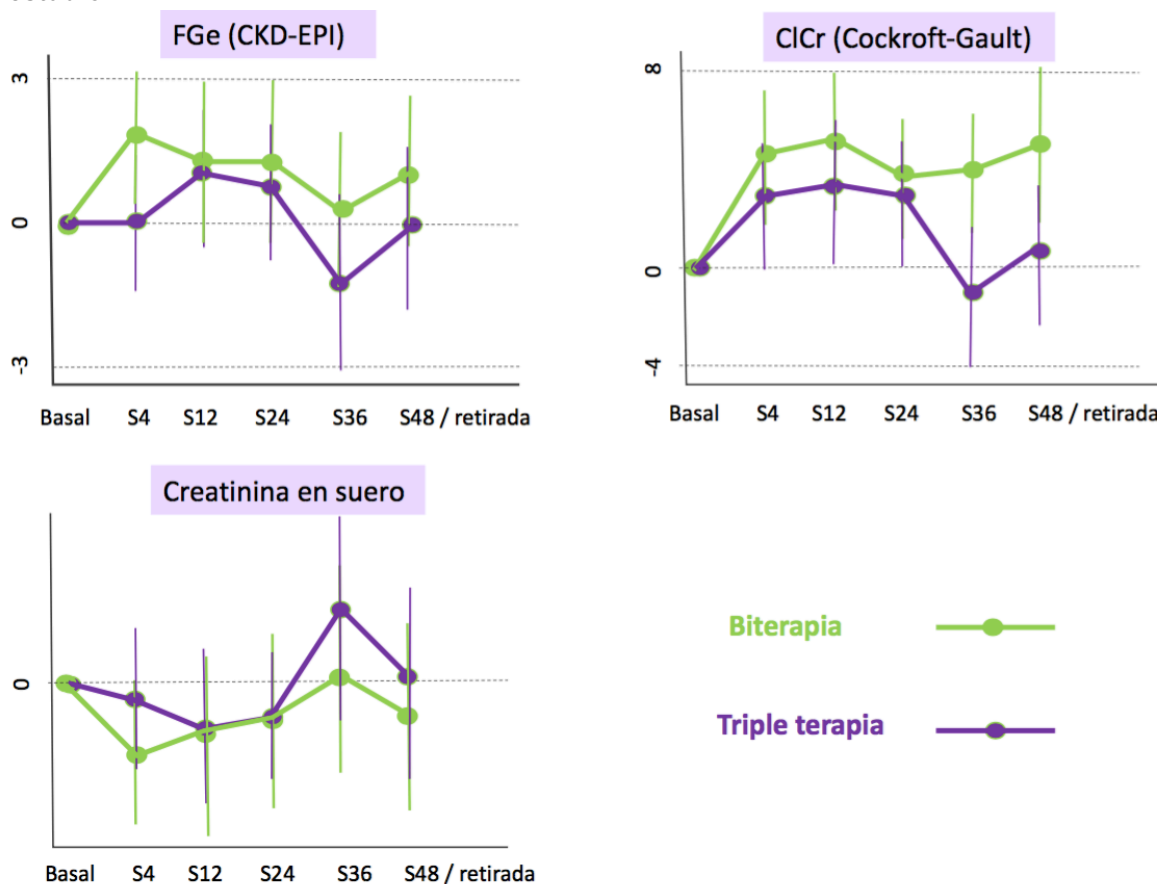 FGe (CKD-EPI)
3
0
-3
Basal S4 S12 S24 S36 S48 / retirada
ClCr (Cockroft-Gault)
8
0
-4
Basal S4 S12 S24 S36 S48 / retirada
Creatinina en suero
0
Basal S4 S12 S24 S36 S48 / retirada
Biterapia
Triple terapia